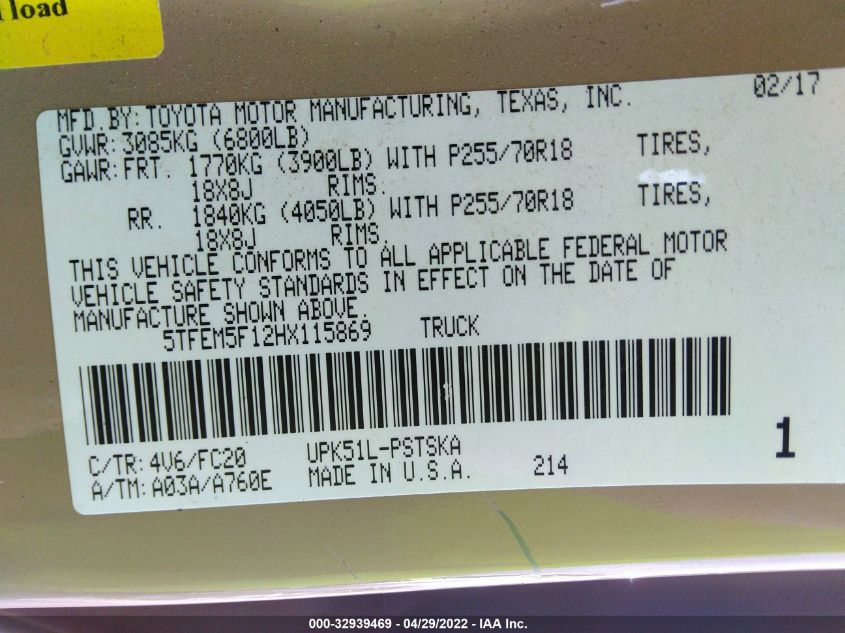 load
MFD.BY: TOYOTA MOTOR MANUFACTURING, TEXAS, INC. 02/17
GVWR: 3085KG (6800LB)
GAWR: FRT. 1770KG (3900LB) WITH P255/70R18 TIRES,
18X8J RIMS.
RR. 1840KG (4050LB) WITH P255/70R18 TIRES,
18X8J RIMS.
THIS VEHICLE CONFORMS TO ALL APPLICABLE FEDERAL MOTOR
VEHICLE SAFETY STANDARDS IN EFFECT ON THE DATE OF
MANUFACTURE SHOWN ABOVE.
5TFEM5F12HX115869 TRUCK
C/TR: 4V6/FC20 UPK51L-PSTSKA
A/TM: A03A/A760E MADE IN U.S.A. 214 1
000-32939469 - 04/29/2022 - IAA Inc.